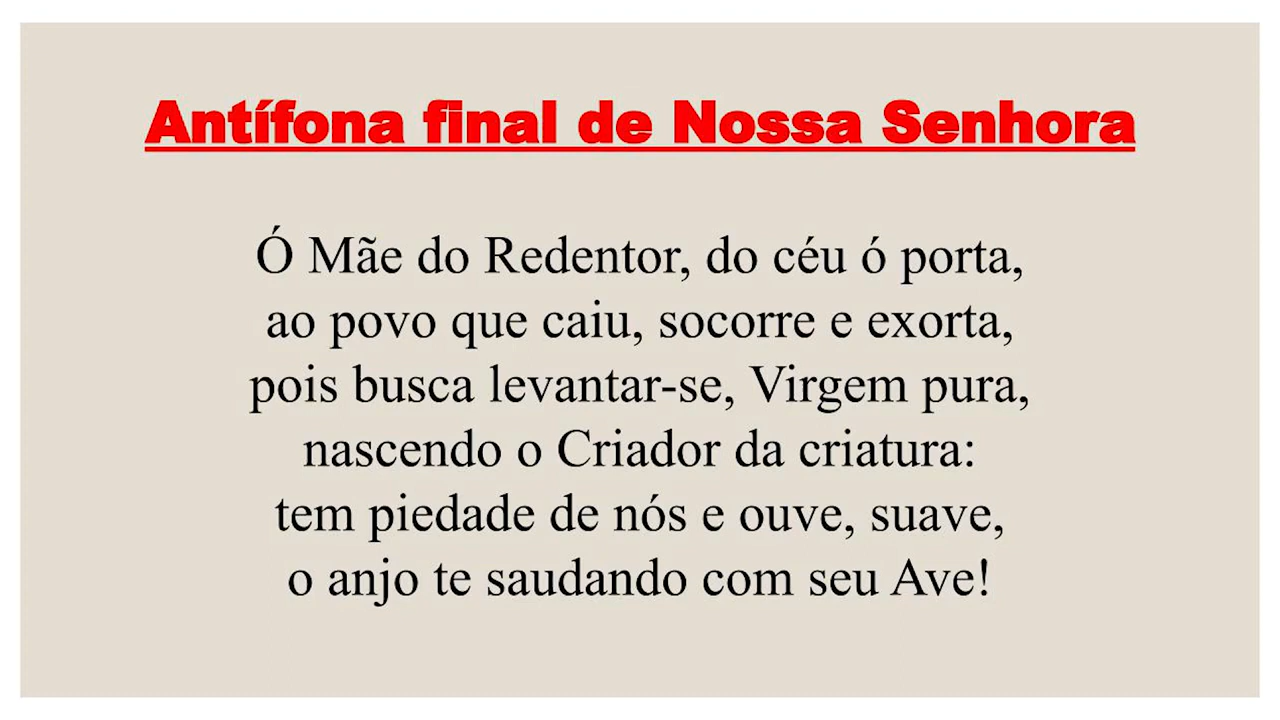 Antífona final de Nossa Senhora
Ó Mãe do Redentor, do céu ó porta,
ao povo que caiu, socorre e exorta,
pois busca levantar-se, Virgem pura,
nascendo o Criador da criatura:
tem piedade de nós e ouve, suave,
o anjo te saudando com seu Ave!